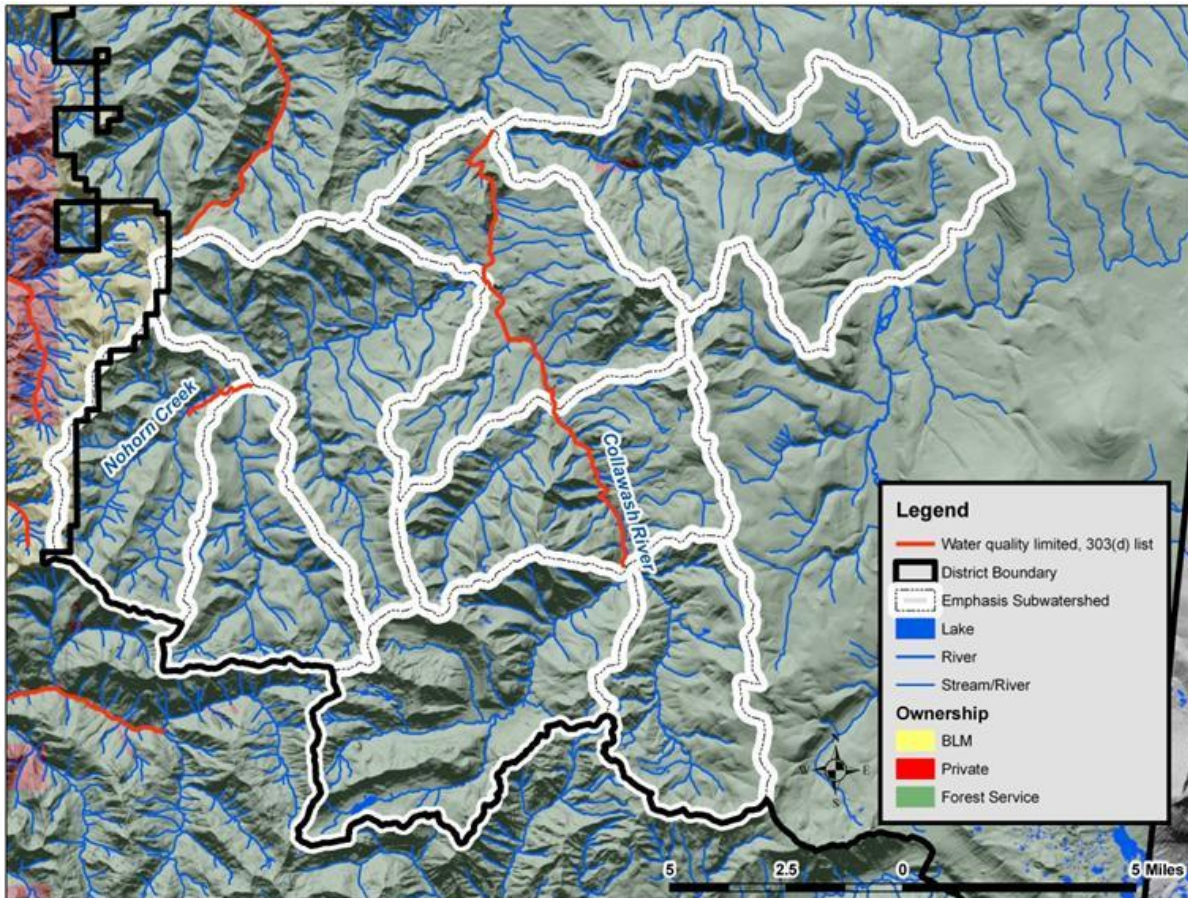 Nohorn Creek
Collawash River
Legend
Water quality limited, 303(d) list
District Boundary
Emphasis Subwatershed
Lake
River
Stream/River
Ownership
BLM
Private
Forest Service
N
W E
S
5 2.5 0 5 Miles